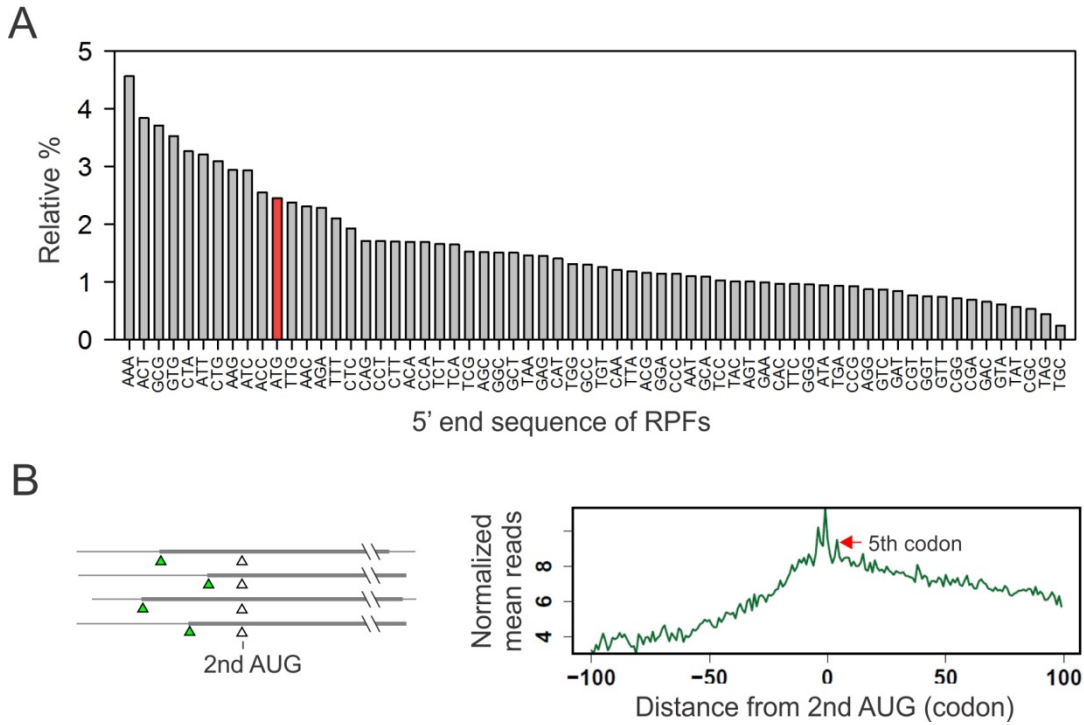 A
Relative %
5
4
3
2
1
0
AAA ACT GCG GTG CTA ATT CTG AAG ATC ACC ATG TTG AAC AGA TTT CTC CAG CCT CTT ACA CCA TCT TCA TCG AGC GGC GCT TAA GAG CAT TGG GCC TGT CAA TTA ACG GGA CCC AAT GCA TCC TAC AGT GAA CAC TTC GGG ATA TGA CCG AGG GTC GAT CGT GGT GTT CGG CGA GAC GTA TAT CGC TAG TGC
5' end sequence of RPFs
B
2nd AUG
Normalized
mean reads
8
6
4
5th codon
−100 −50 0 50 100
Distance from 2nd AUG (codon)